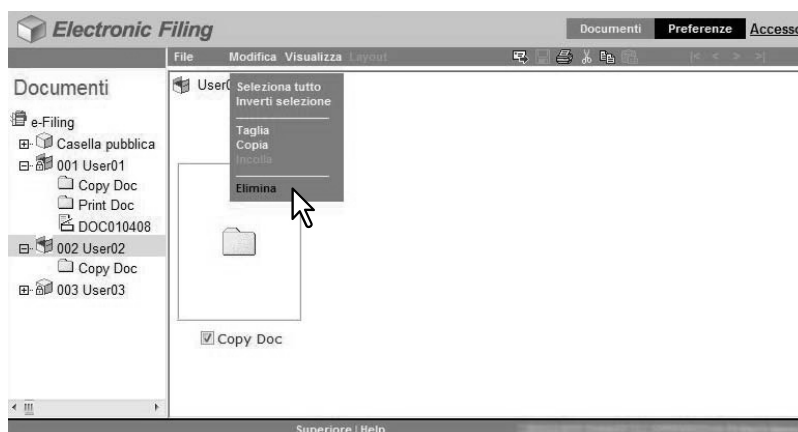 Electronic Filing
Documenti Preferenze Accesso
File Modifica Visualizza Layout
|< < > >|
Documenti
e-Filing
Casella pubblica
001 User01
Copy Doc
Print Doc
DOC010408
002 User02
Copy Doc
003 User03
Seleziona tutto
Inverti selezione
Taglia
Copia
Incolla
Elimina
Copy Doc
Superiore | Help